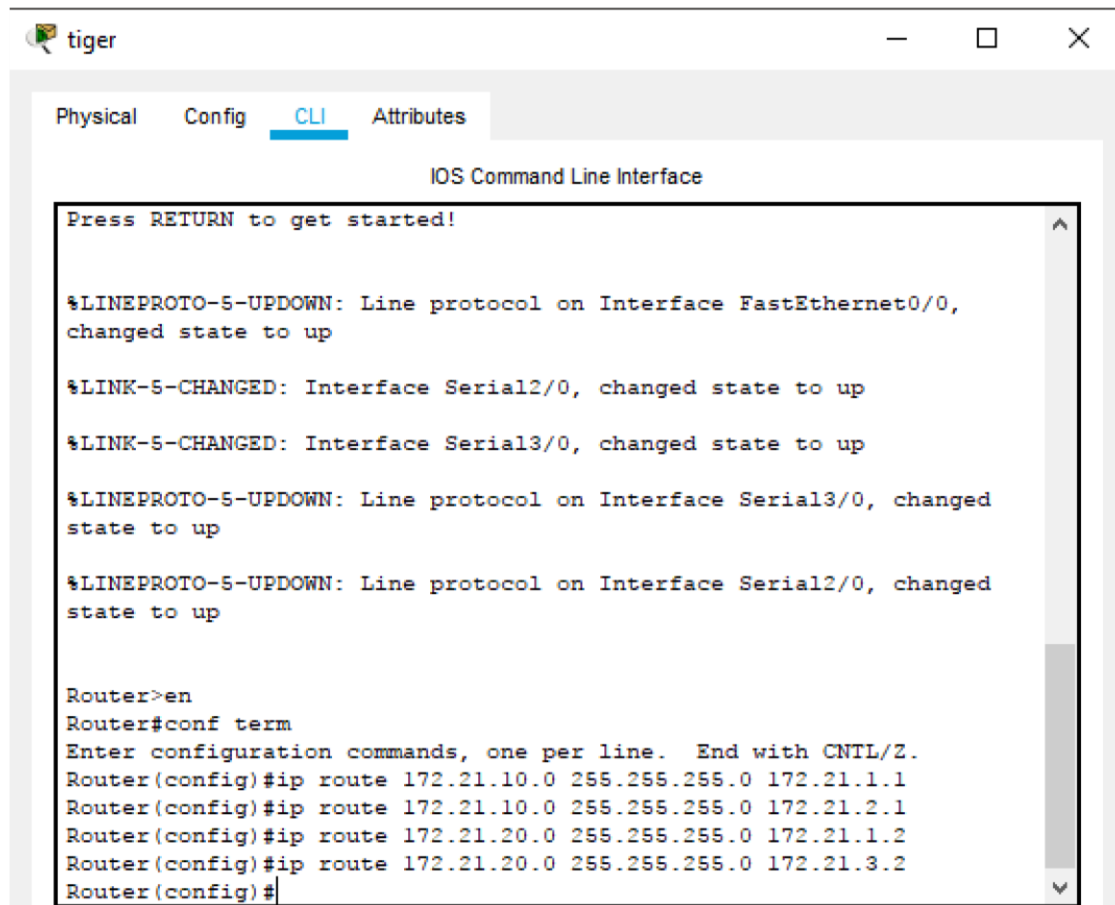 tiger
Physical Config CLI Attributes
IOS Command Line Interface
Press RETURN to get started!
%LINEPROTO-5-UPDOWN: Line protocol on Interface FastEthernet0/0,
changed state to up
%LINK-5-CHANGED: Interface Serial2/0, changed state to up
%LINK-5-CHANGED: Interface Serial3/0, changed state to up
%LINEPROTO-5-UPDOWN: Line protocol on Interface Serial3/0, changed
state to up
%LINEPROTO-5-UPDOWN: Line protocol on Interface Serial2/0, changed
state to up
Router>en
Router#conf term
Enter configuration commands, one per line.  End with CNTL/Z.
Router(config)#ip route 172.21.10.0 255.255.255.0 172.21.1.1
Router(config)#ip route 172.21.10.0 255.255.255.0 172.21.2.1
Router(config)#ip route 172.21.20.0 255.255.255.0 172.21.1.2
Router(config)#ip route 172.21.20.0 255.255.255.0 172.21.3.2
Router(config)#